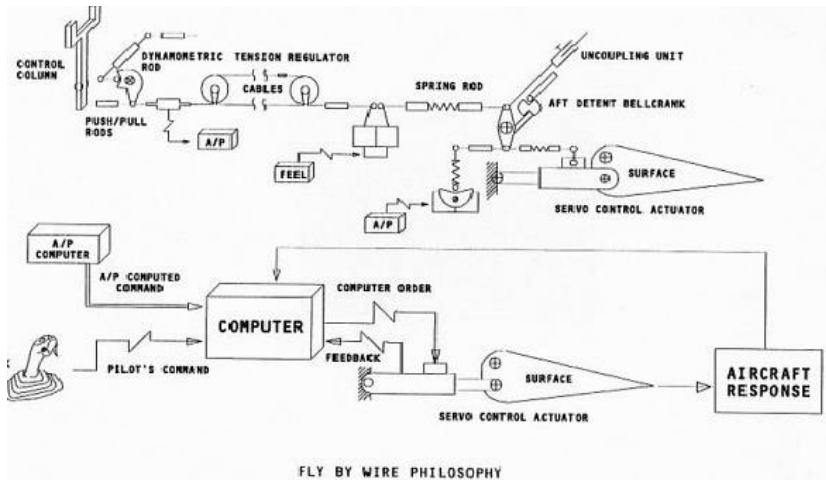 CONTROL
COLUMN
DYNAMOMETRIC
ROD
TENSION REGULATOR
CABLES
PUSH/PULL
RODS
A/P
FEEL
SPRING ROD
UNCOUPLING UNIT
AFT DETENT BELLCRANK
A/P
SURFACE
SERVO CONTROL ACTUATOR
A/P
COMPUTER
A/P COMPUTED
COMMAND
COMPUTER
COMPUTER ORDER
PILOT'S COMMAND
FEEDBACK
SURFACE
SERVO CONTROL ACTUATOR
AIRCRAFT
RESPONSE
FLY BY WIRE PHILOSOPHY